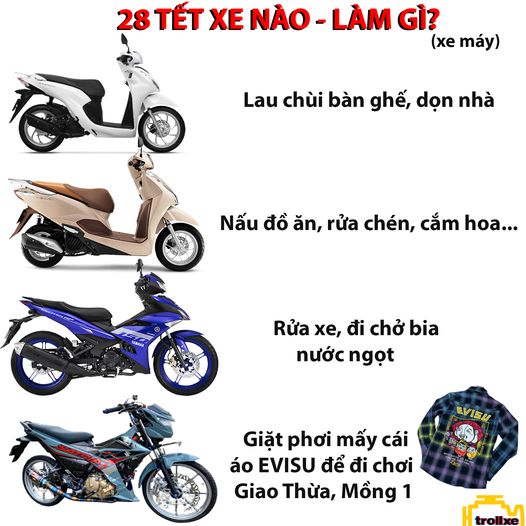 28 TẾT XE NÀO - LÀM GÌ?
(xe máy)
Lau chùi bàn ghế, dọn nhà
Nấu đồ ăn, rửa chén, cắm hoa...
Rửa xe, đi chở bia
nước ngọt
YAMAHA
EVISU
Giặt phơi mấy cái
áo EVISU để đi chơi
Giao Thừa, Mồng 1
trollxe